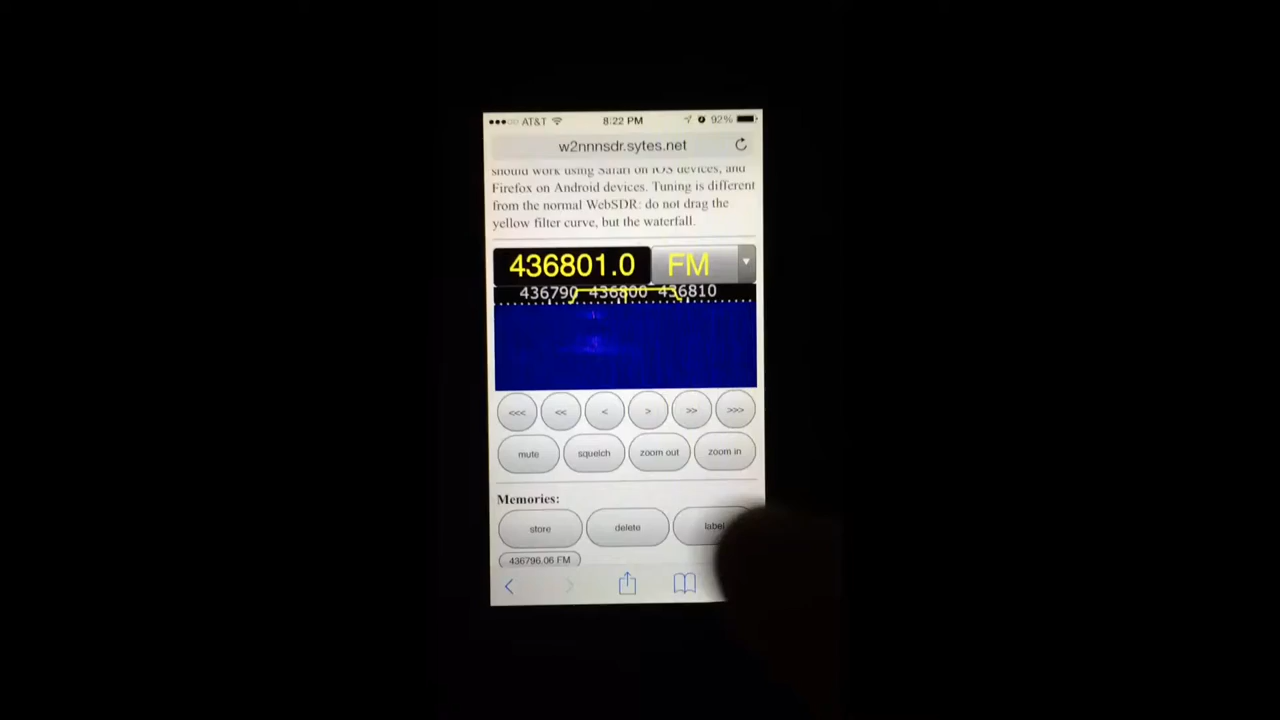 AT&T 8:22 PM 92%
w2nnnsdr.sytes.net
should work using Safari on iOS devices, and
Firefox on Android devices. Tuning is different
from the normal WebSDR: do not drag the
yellow filter curve, but the waterfall.
436801.0 FM
436790 436800 436810
<<< << < > >> >>>
mute squelch zoom out zoom in
Memories:
store delete label
436796.06 FM